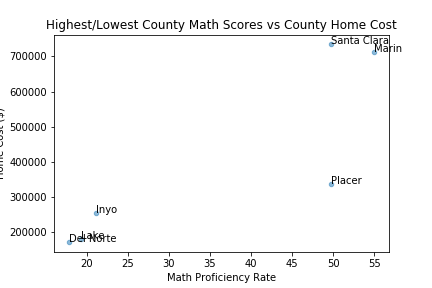 Highest/Lowest County Math Scores vs County Home Cost
Santa Clara
Marin
700000
600000
500000
400000
Placer
300000
Inyo
200000
Lake
Del Norte
20 25 30 35 40 45 50 55
Math Proficiency Rate
Home Cost ($)